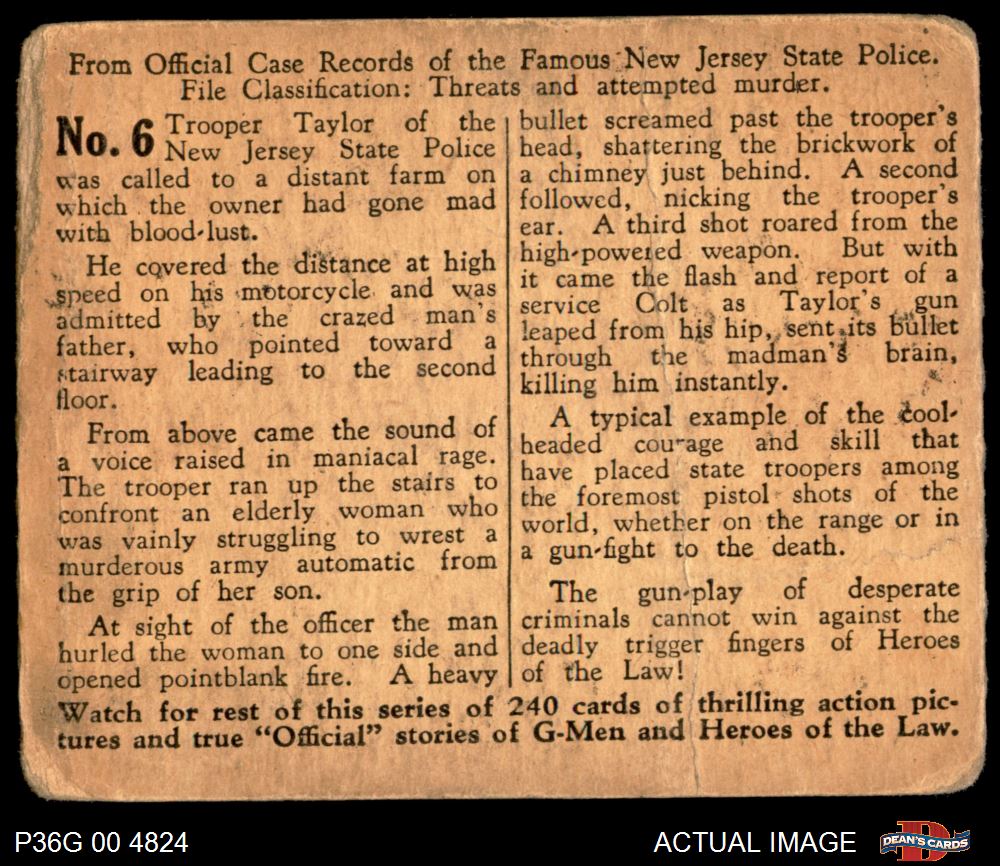 From Official Case Records of the Famous New Jersey State Police.
File Classification: Threats and attempted murder.
No. 6 Trooper Taylor of the
New Jersey State Police
was called to a distant farm on
which the owner had gone mad
with blood-lust.
He covered the distance at high
speed on his motorcycle and was
admitted by the crazed man's
father, who pointed toward a
stairway leading to the second
floor.
From above came the sound of
a voice raised in maniacal rage.
The trooper ran up the stairs to
confront an elderly woman who
was vainly struggling to wrest a
murderous army automatic from
the grip of her son.
At sight of the officer the man
hurled the woman to one side and
opened pointblank fire. A heavy
bullet screamed past the trooper's
head, shattering the brickwork of
a chimney just behind. A second
followed, nicking the trooper's
ear. A third shot roared from the
high-powered weapon. But with
it came the flash and report of a
service Colt as Taylor's gun
leaped from his hip, sent its bullet
through the madman's brain,
killing him instantly.
A typical example of the cool-
headed courage and skill that
have placed state troopers among
the foremost pistol shots of the
world, whether on the range or in
a gun-fight to the death.
The gun-play of desperate
criminals cannot win against the
deadly trigger fingers of Heroes
of the Law!
Watch for rest of this series of 240 cards of thrilling action pic-
tures and true "Official" stories of G-Men and Heroes of the Law.
P36G 00 4824
ACTUAL IMAGE
D
DEAN'S CARDS